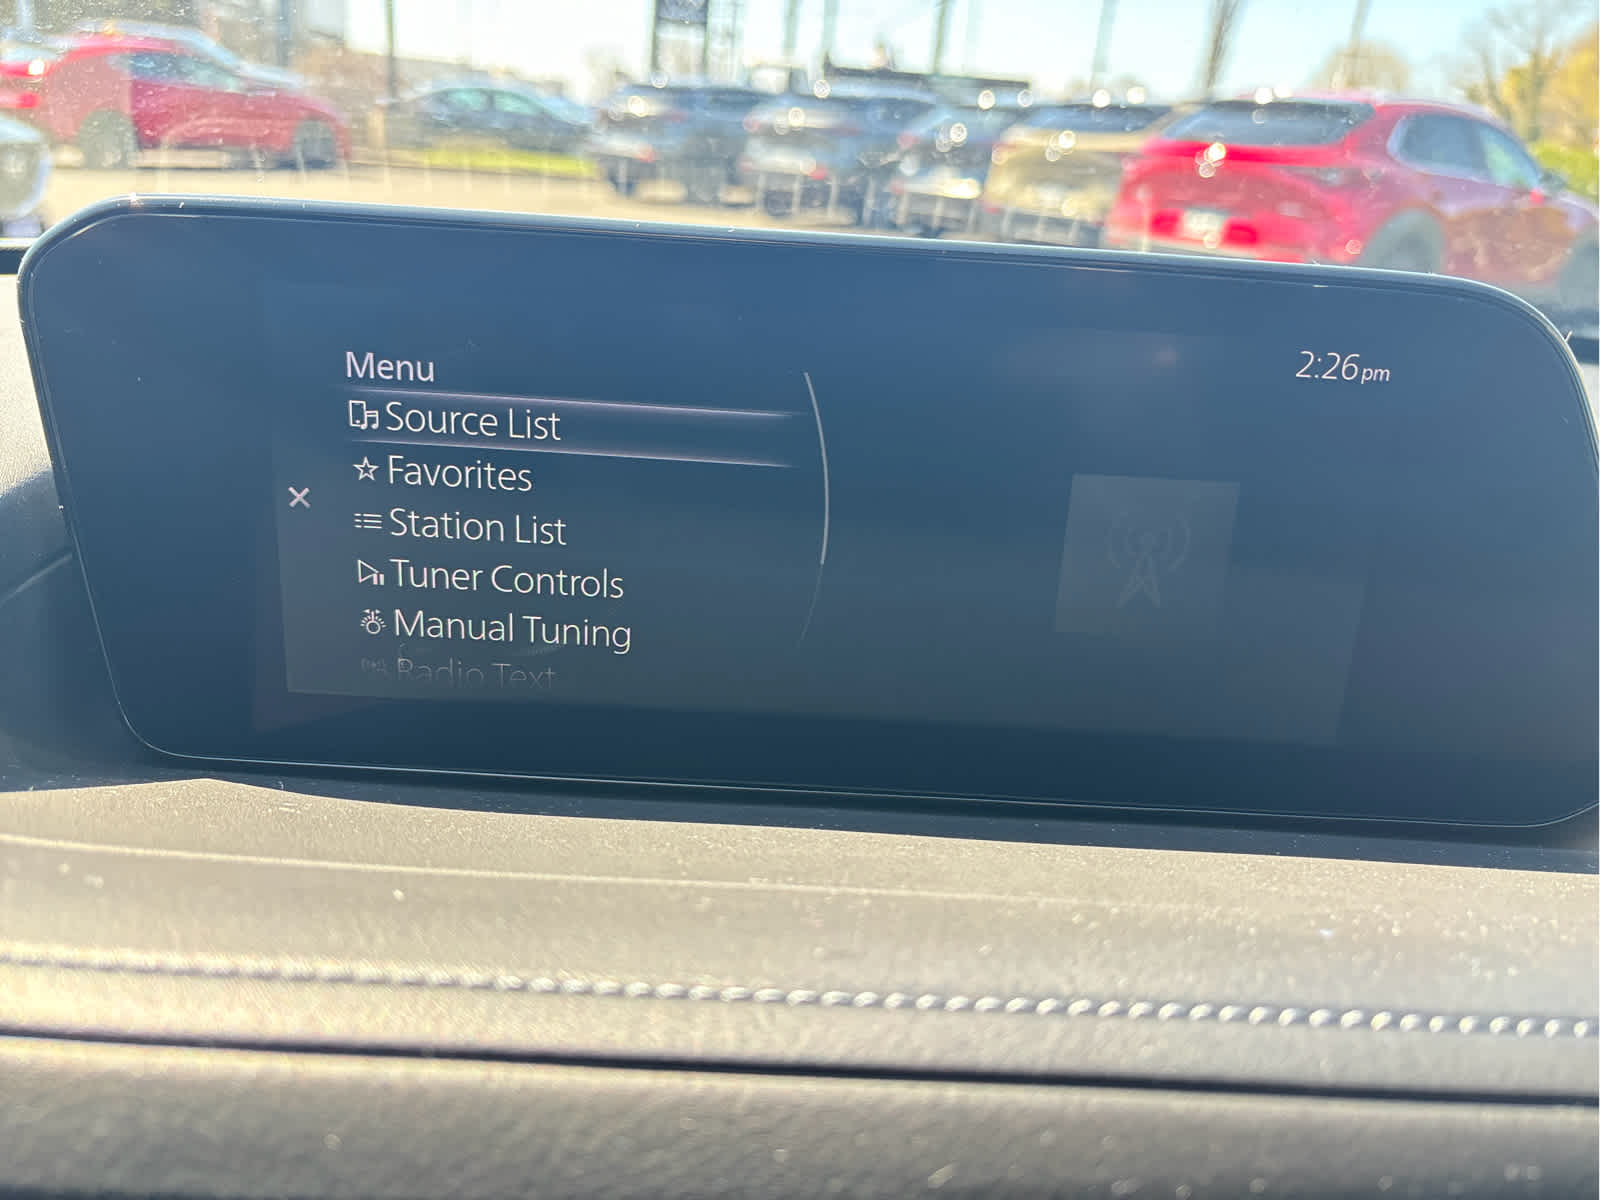 Menu
2:26pm
Source List
Favorites
Station List
Tuner Controls
Manual Tuning
Radio Text